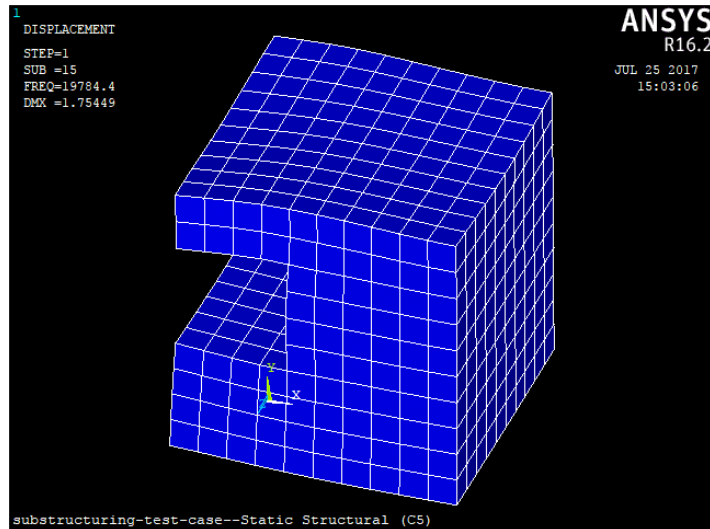 1
DISPLACEMENT
STEP=1
SUB =15
FREQ=19784.4
DMX =1.75449
ANSYS
R16.2
JUL 25 2017
15:03:06
Y
X
substructuring-test-case--Static Structural (C5)